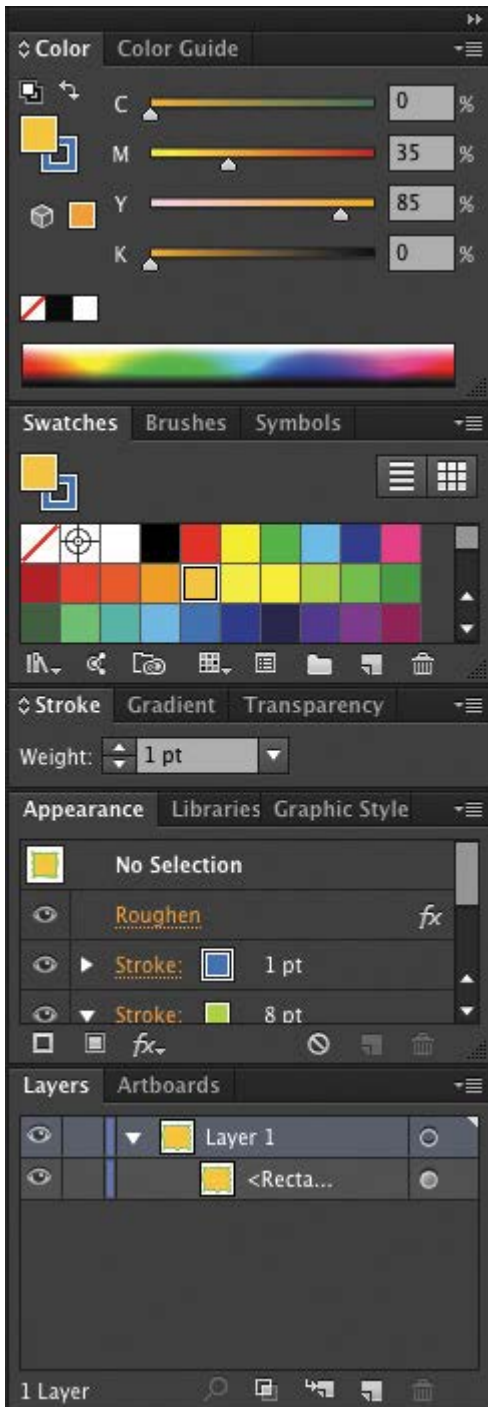 Color Color Guide
C 0 %
M 35 %
Y 85 %
K 0 %
Swatches Brushes Symbols
Stroke Gradient Transparency
Weight: 1 pt
Appearance Libraries Graphic Style
No Selection
Roughen fx
Stroke: 1 pt
Stroke: 8 pt
fx
Layers Artboards
Layer 1
<Recta...
1 Layer